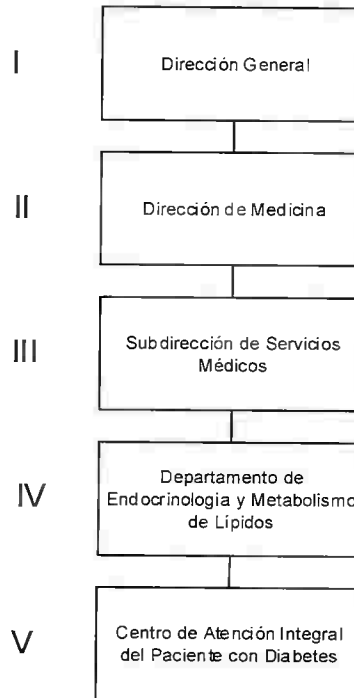 I
Dirección General
II
Dirección de Medicina
III
Subdirección de Servicios
Médicos
IV
Departamento de
Endocrinologia y Metabolismo
de Lípidos
V
Centro de Atención Integral
del Paciente con Diabetes